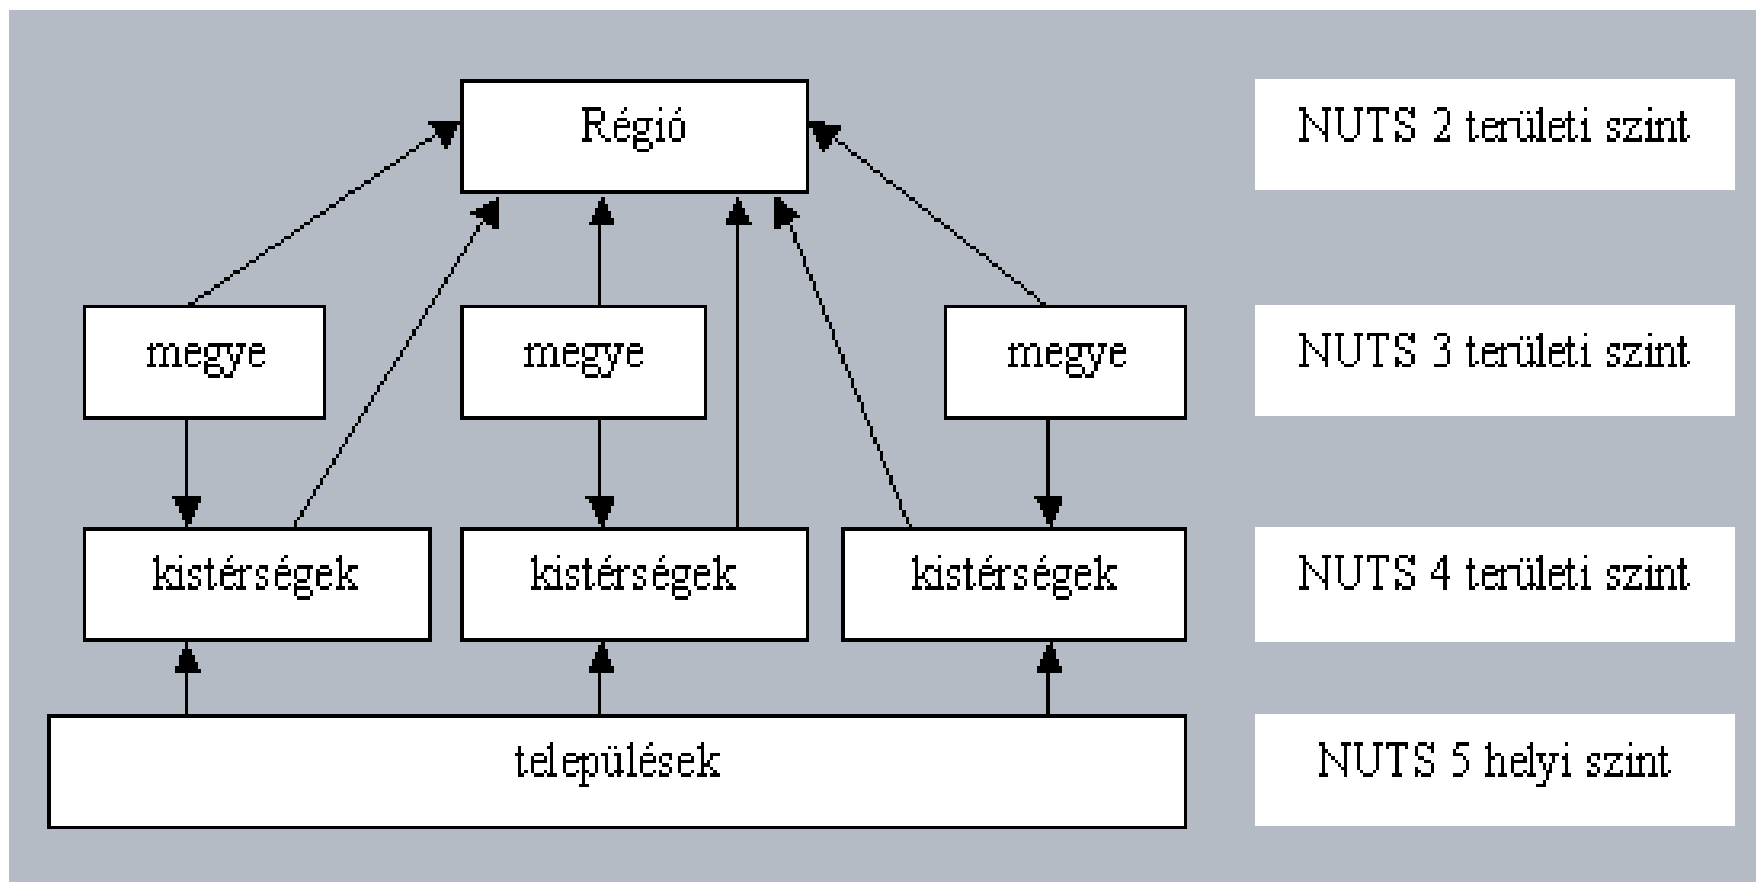 Régió
NUTS 2 területi szint
megye
megye
megye
NUTS 3 területi szint
kistérségek
kistérségek
kistérségek
NUTS 4 területi szint
települések
NUTS 5 helyi szint